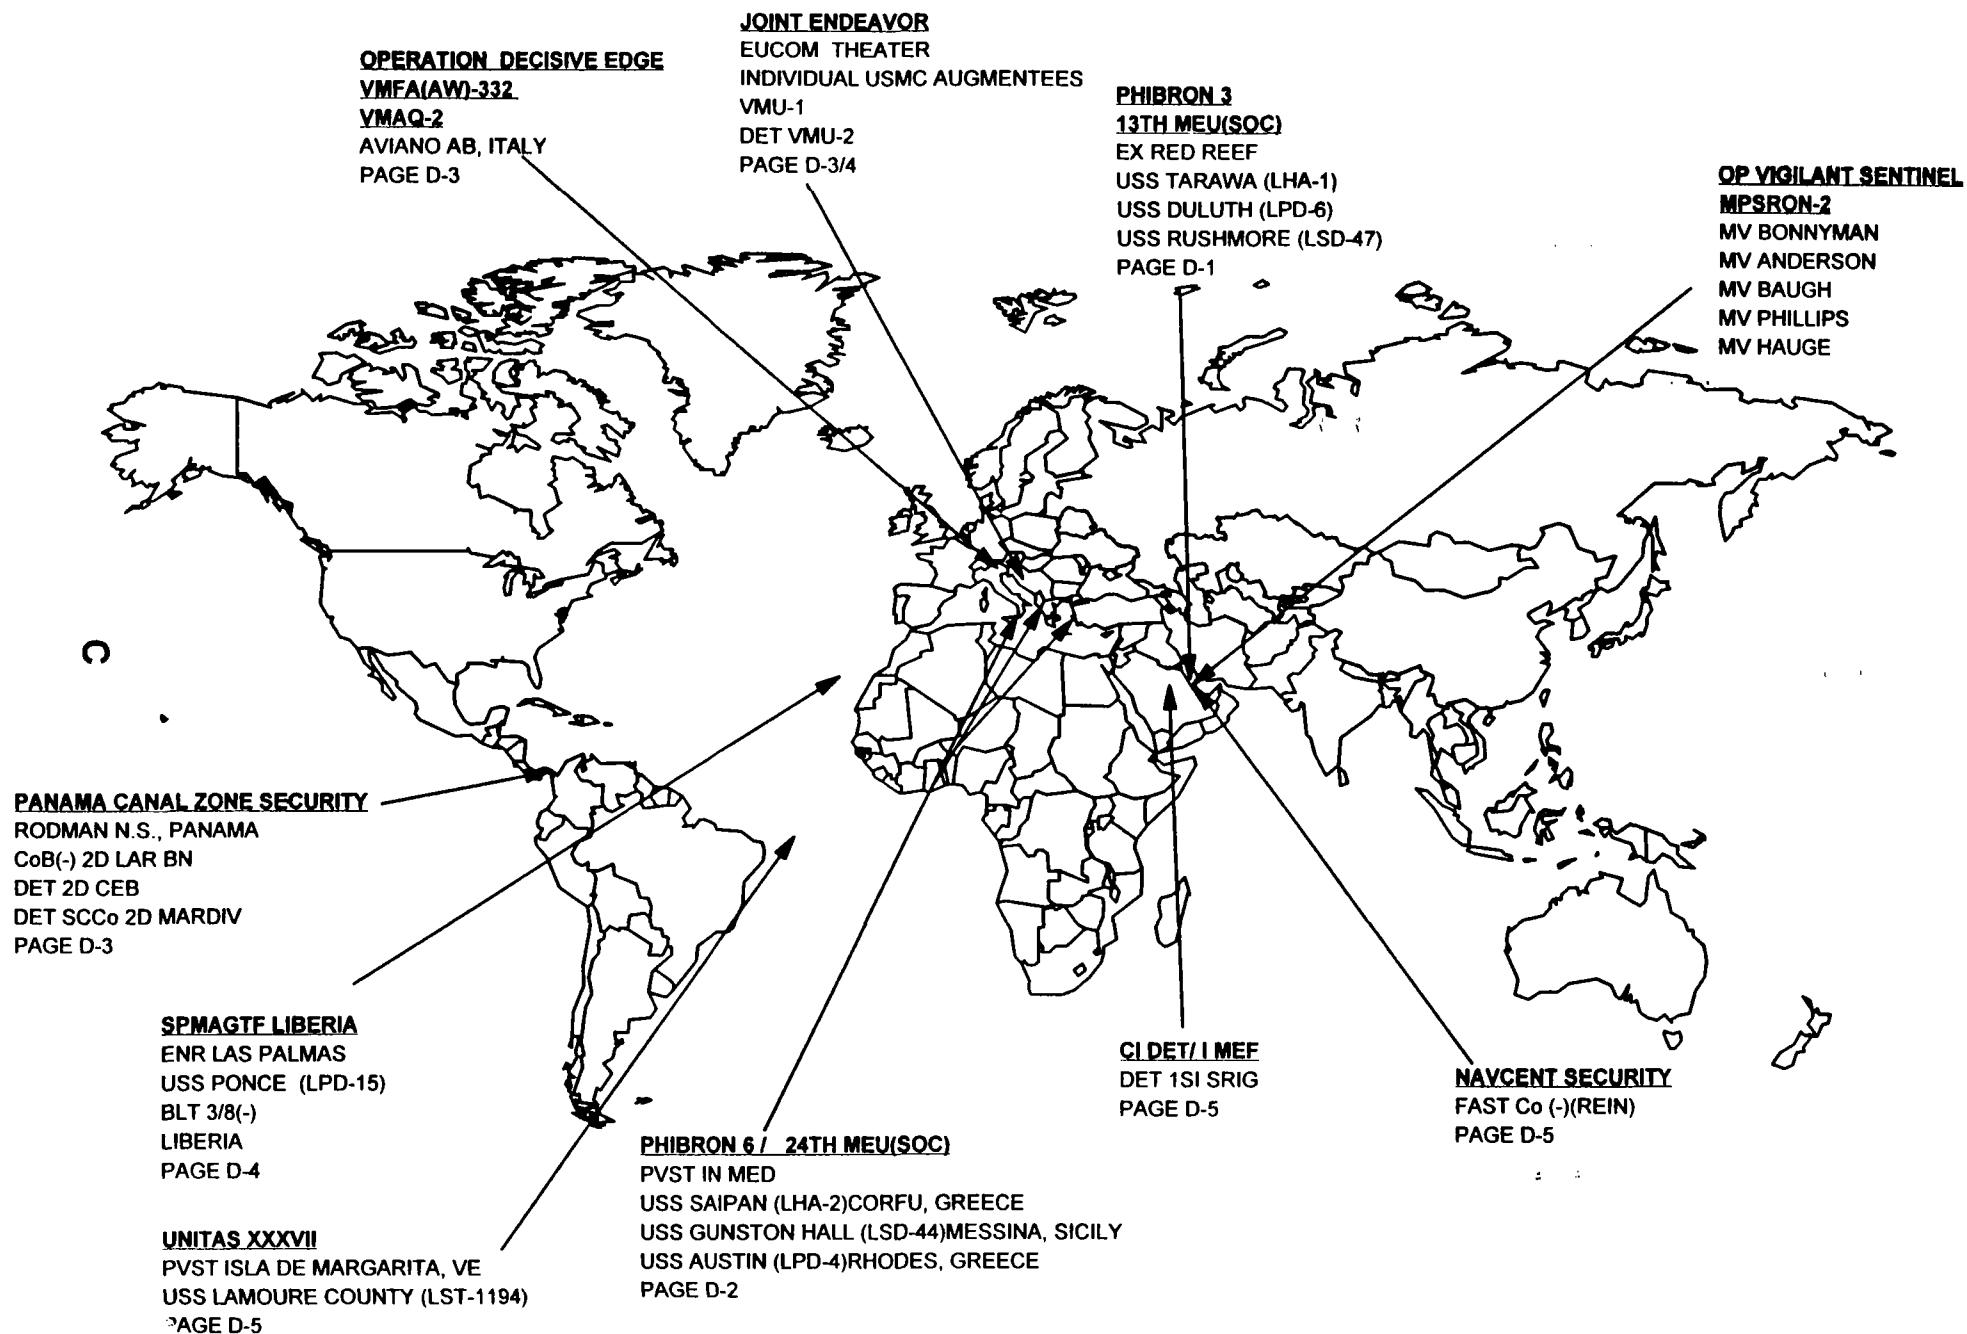 JOINT ENDEAVOR
EUCOM THEATER
INDIVIDUAL USMC AUGMENTEES
VMU-1
DET VMU-2
PAGE D-3/4
OPERATION DECISIVE EDGE
VMFA(AW)-332
VMAQ-2
AVIANO AB, ITALY
PAGE D-3
PHIBRON 3
13TH MEU(SOC)
EX RED REEF
USS TARAWA (LHA-1)
USS DULUTH (LPD-6)
USS RUSHMORE (LSD-47)
PAGE D-1
OP VIGILANT SENTINEL
MPSRON-2
MV BONNYMAN
MV ANDERSON
MV BAUGH
MV PHILLIPS
MV HAUGE
C
PANAMA CANAL ZONE SECURITY
RODMAN N.S., PANAMA
CoB(-) 2D LAR BN
DET 2D CEB
DET SCCo 2D MARDIV
PAGE D-3
SPMAGTF LIBERIA
ENR LAS PALMAS
USS PONCE (LPD-15)
BLT 3/8(-)
LIBERIA
PAGE D-4
UNITAS XXXVII
PVST ISLA DE MARGARITA, VE
USS LAMOURE COUNTY (LST-1194)
PAGE D-5
PHIBRON 6 / 24TH MEU(SOC)
PVST IN MED
USS SAIPAN (LHA-2)CORFU, GREECE
USS GUNSTON HALL (LSD-44)MESSINA, SICILY
USS AUSTIN (LPD-4)RHODES, GREECE
PAGE D-2
CI DET/ I MEF
DET 1SI SRIG
PAGE D-5
NAVCENT SECURITY
FAST Co (-)(REIN)
PAGE D-5